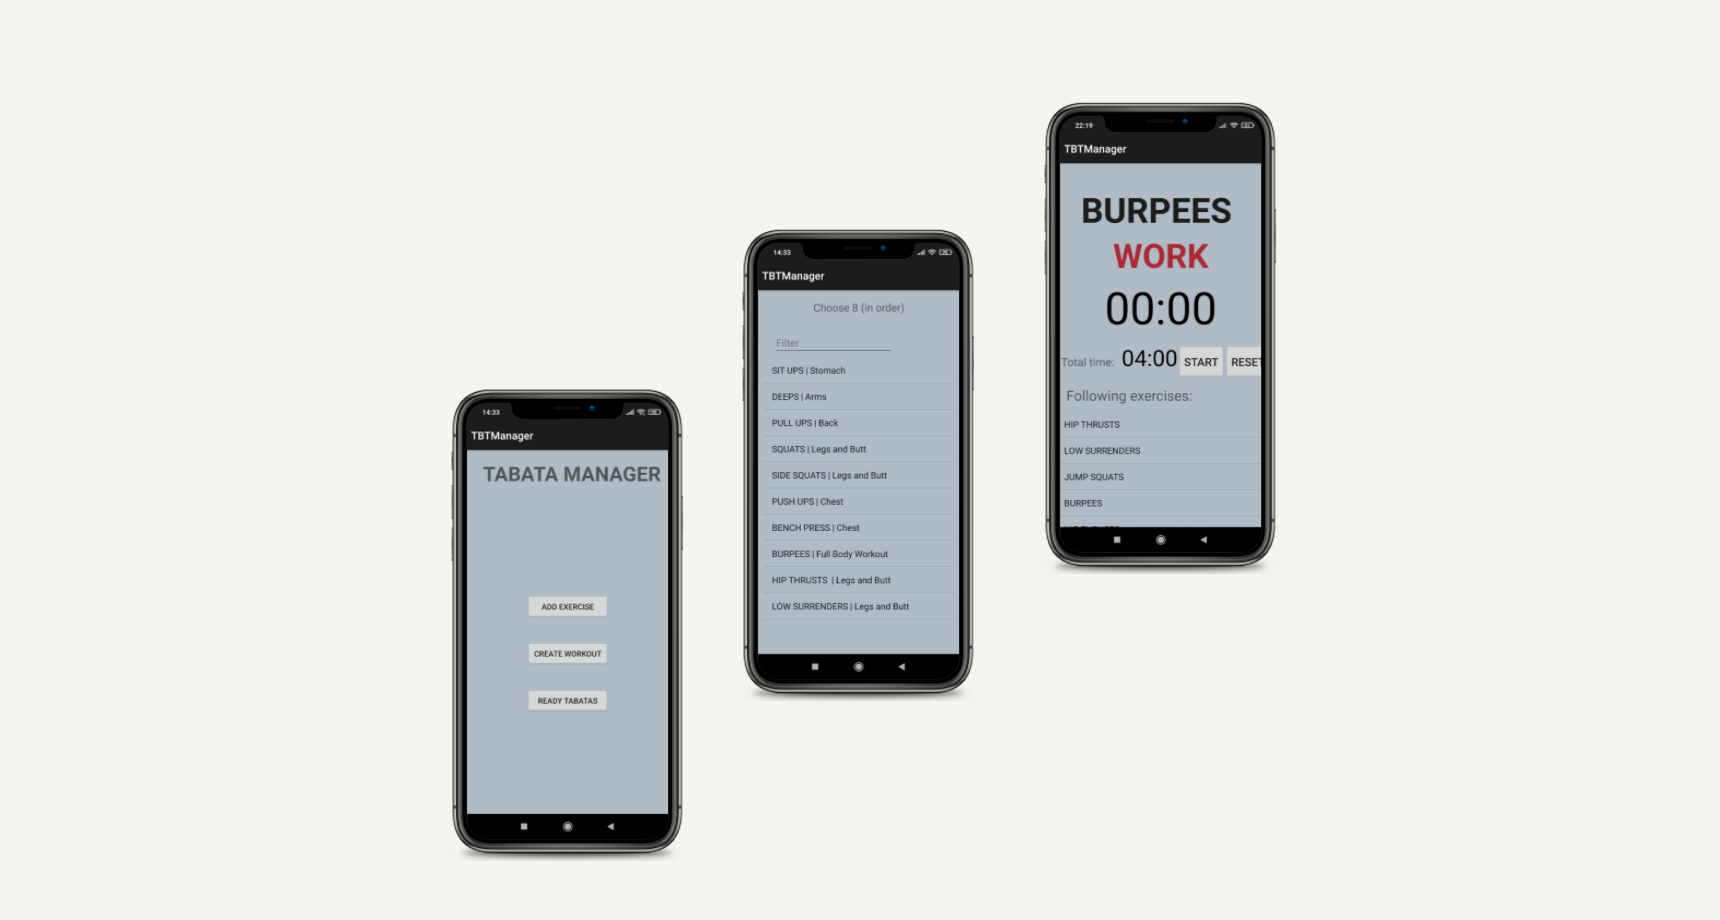 14:33
TBTManager
TABATA MANAGER
ADD EXERCISE
CREATE WORKOUT
READY TABATAS
14:33
TBTManager
Choose 8 (in order)
Filter
SIT UPS | Stomach
DEEPS | Arms
PULL UPS | Back
SQUATS | Legs and Butt
SIDE SQUATS | Legs and Butt
PUSH UPS | Chest
BENCH PRESS | Chest
BURPEES | Full Body Workout
HIP THRUSTS | Legs and Butt
LOW SURRENDERS | Legs and Butt
22:19
TBTManager
BURPEES
WORK
00:00
Total time: 04:00 START RESET
Following exercises:
HIP THRUSTS
LOW SURRENDERS
JUMP SQUATS
BURPEES